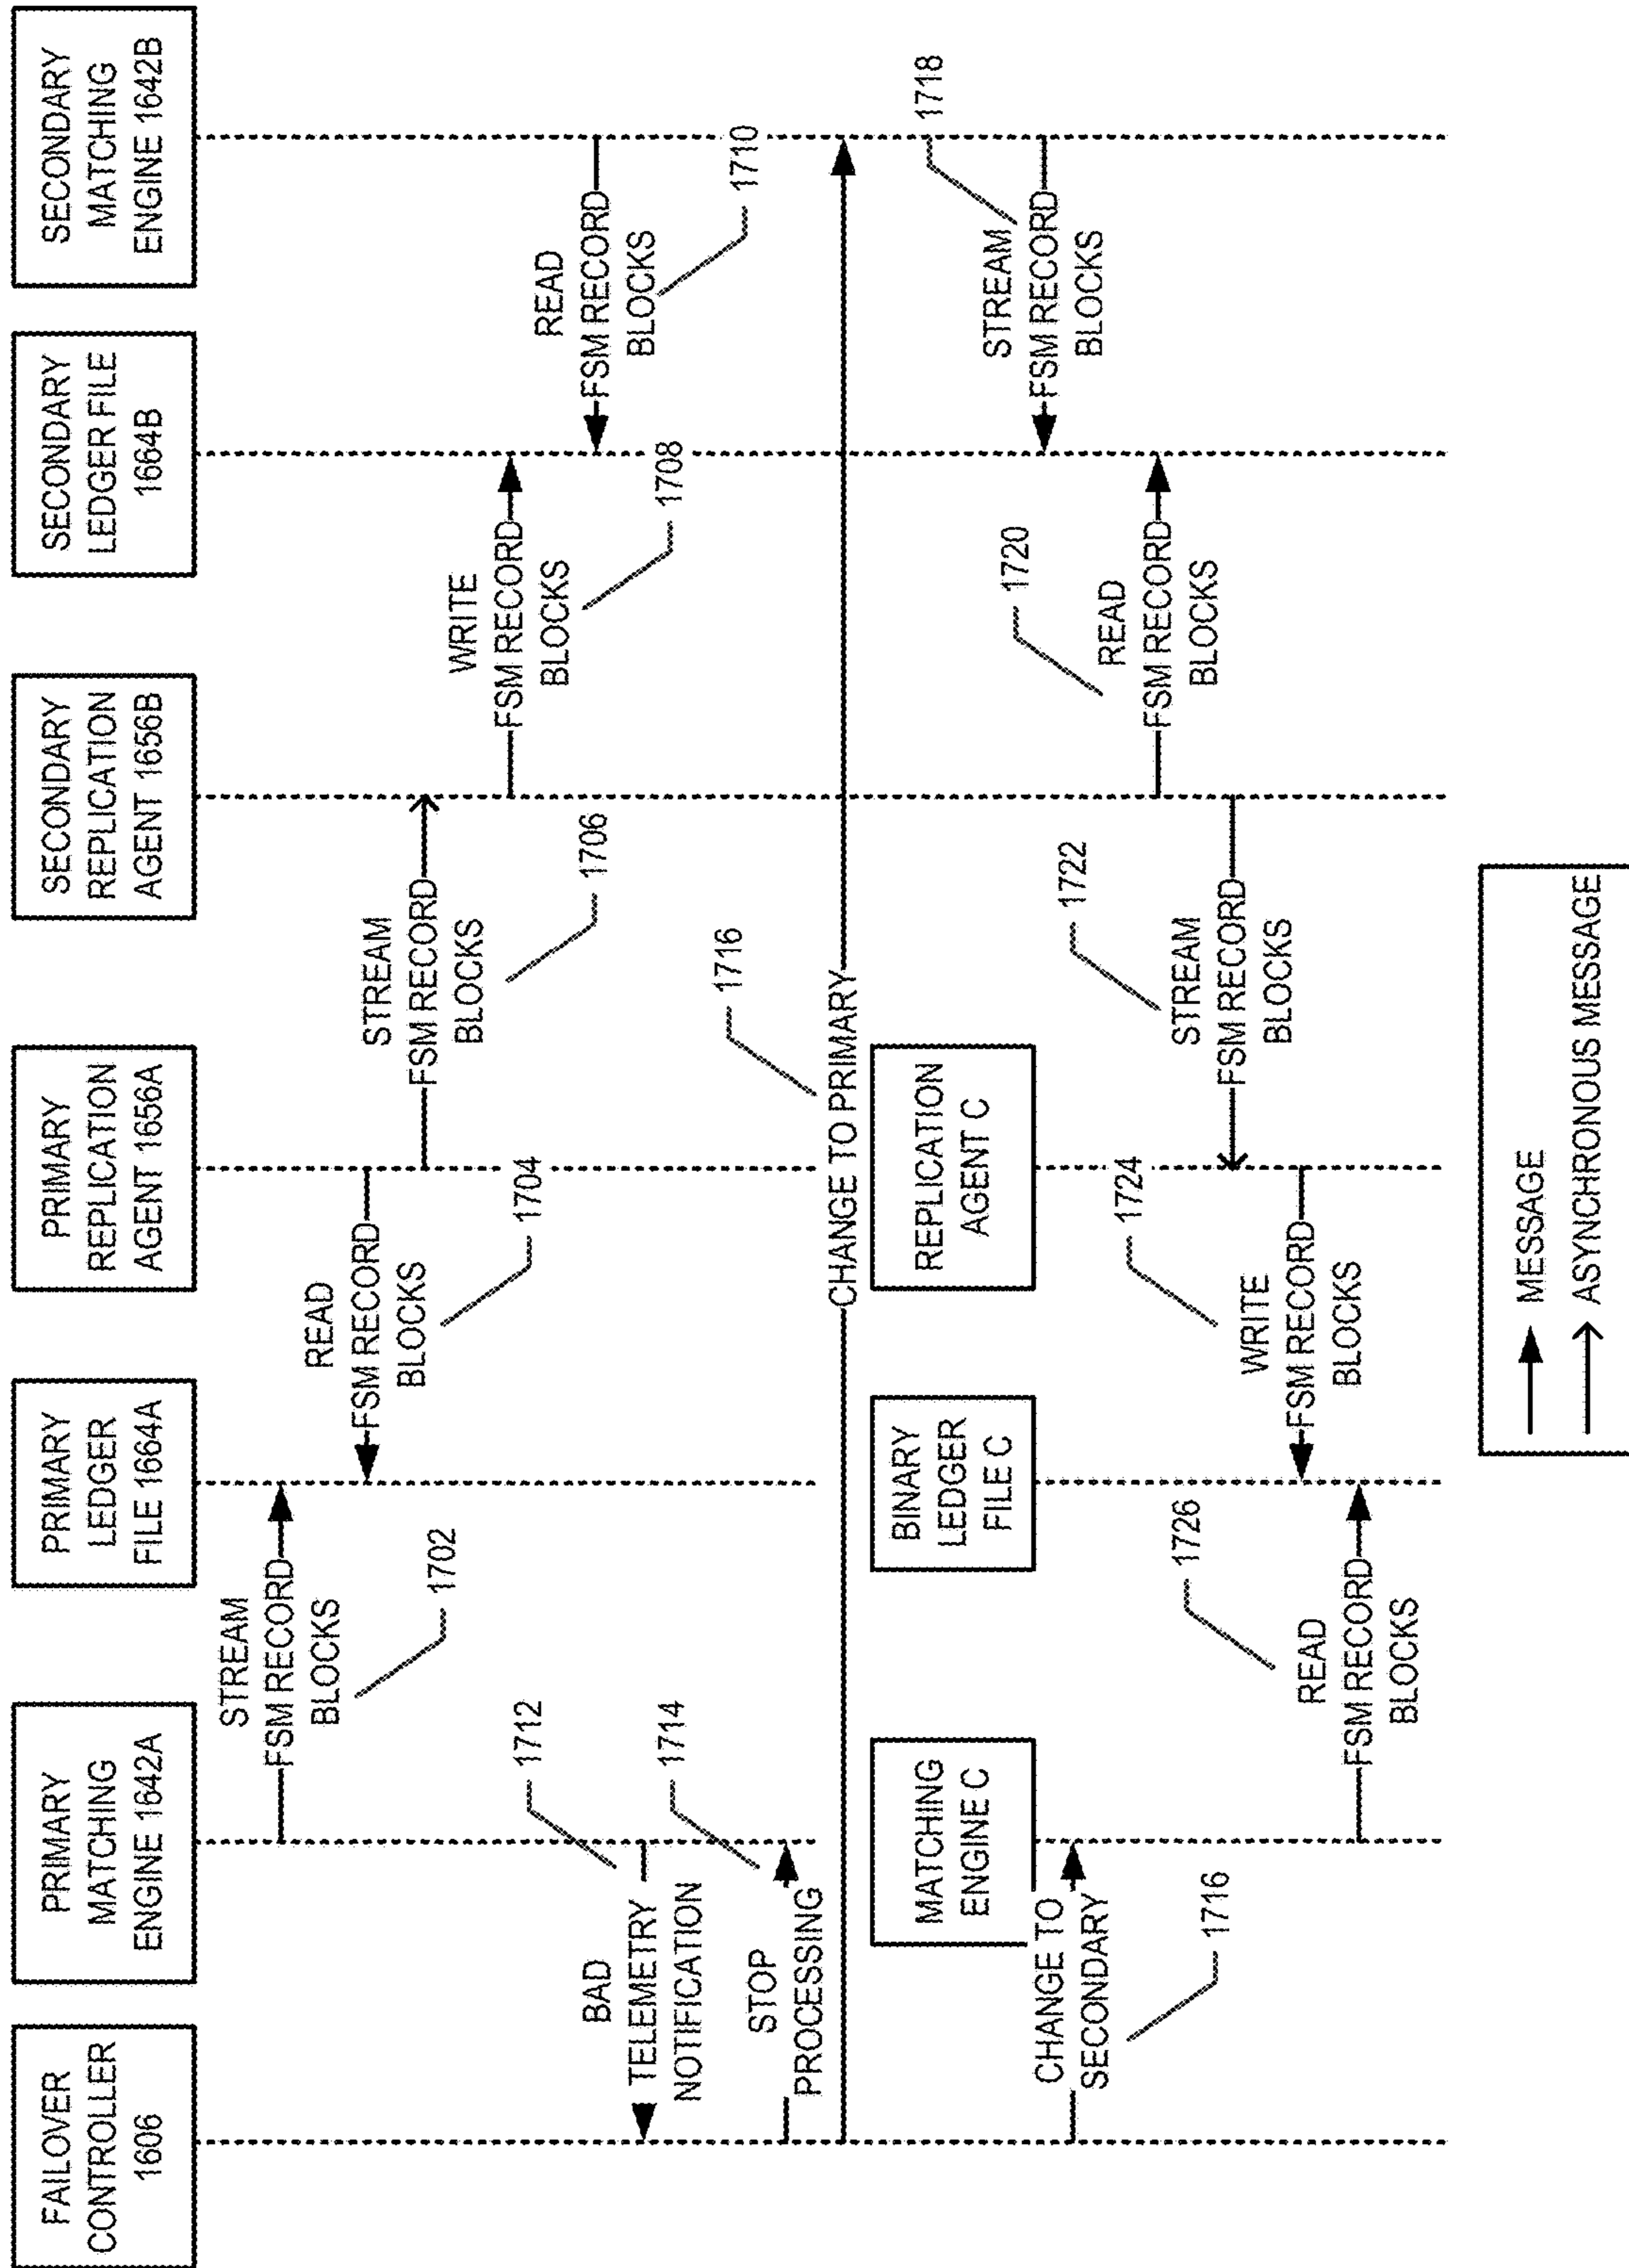 FAILOVER
CONTROLLER
1606
PRIMARY
MATCHING
ENGINE 1642A
PRIMARY
LEDGER
FILE 1664A
PRIMARY
REPLICATION
AGENT 1656A
SECONDARY
REPLICATION
AGENT 1656B
SECONDARY
LEDGER FILE
1664B
SECONDARY
MATCHING
ENGINE 1642B
STREAM
FSM RECORD
BLOCKS
1702
READ
FSM RECORD
BLOCKS
1704
STREAM
FSM RECORD
BLOCKS
1706
WRITE
FSM RECORD
BLOCKS
1708
READ
FSM RECORD
BLOCKS
1710
BAD
TELEMETRY
NOTIFICATION
1712
STOP
PROCESSING
1714
CHANGE TO PRIMARY
1716
MATCHING
ENGINE C
BINARY
LEDGER
FILE C
REPLICATION
AGENT C
CHANGE TO
SECONDARY
1716
STREAM
FSM RECORD
BLOCKS
1718
READ
FSM RECORD
BLOCKS
1720
STREAM
FSM RECORD
BLOCKS
1722
WRITE
FSM RECORD
BLOCKS
1724
READ
FSM RECORD
BLOCKS
1726
MESSAGE
ASYNCHRONOUS MESSAGE